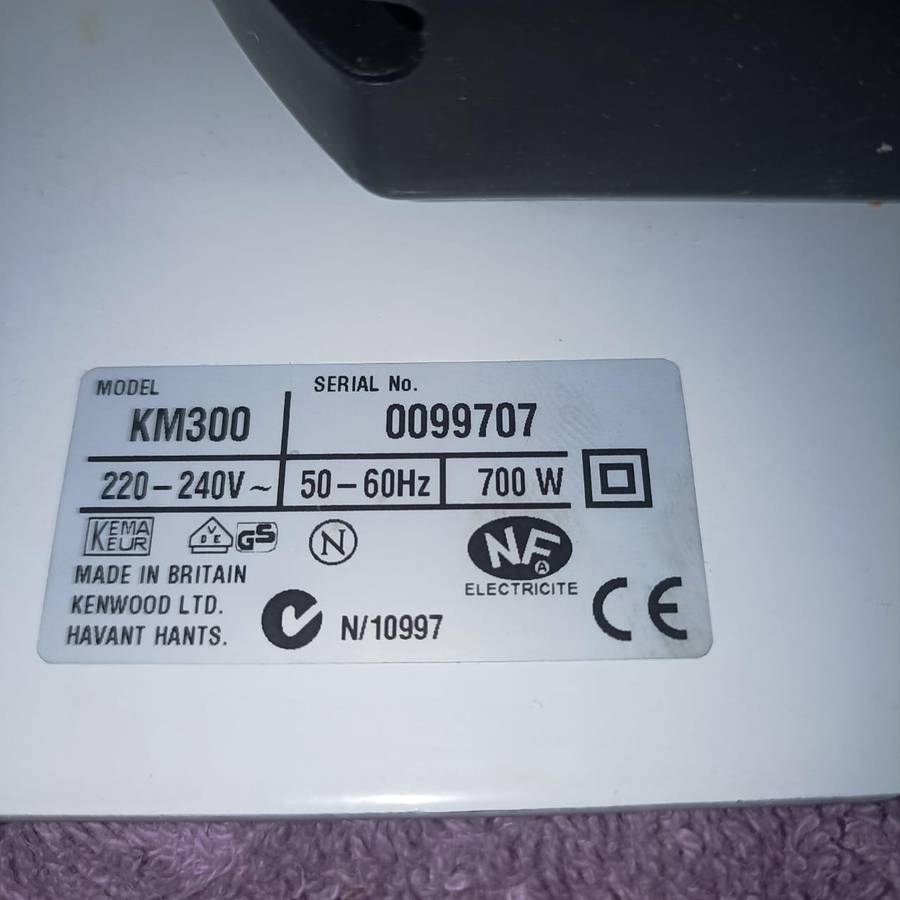 MODEL SERIAL No.
KM300 0099707
220-240V~ 50-60Hz 700 W
KEMA
EUR
VDE GS N NF
A
ELECTRICITE
MADE IN BRITAIN
KENWOOD LTD.
HAVANT HANTS.
N/10997
CE